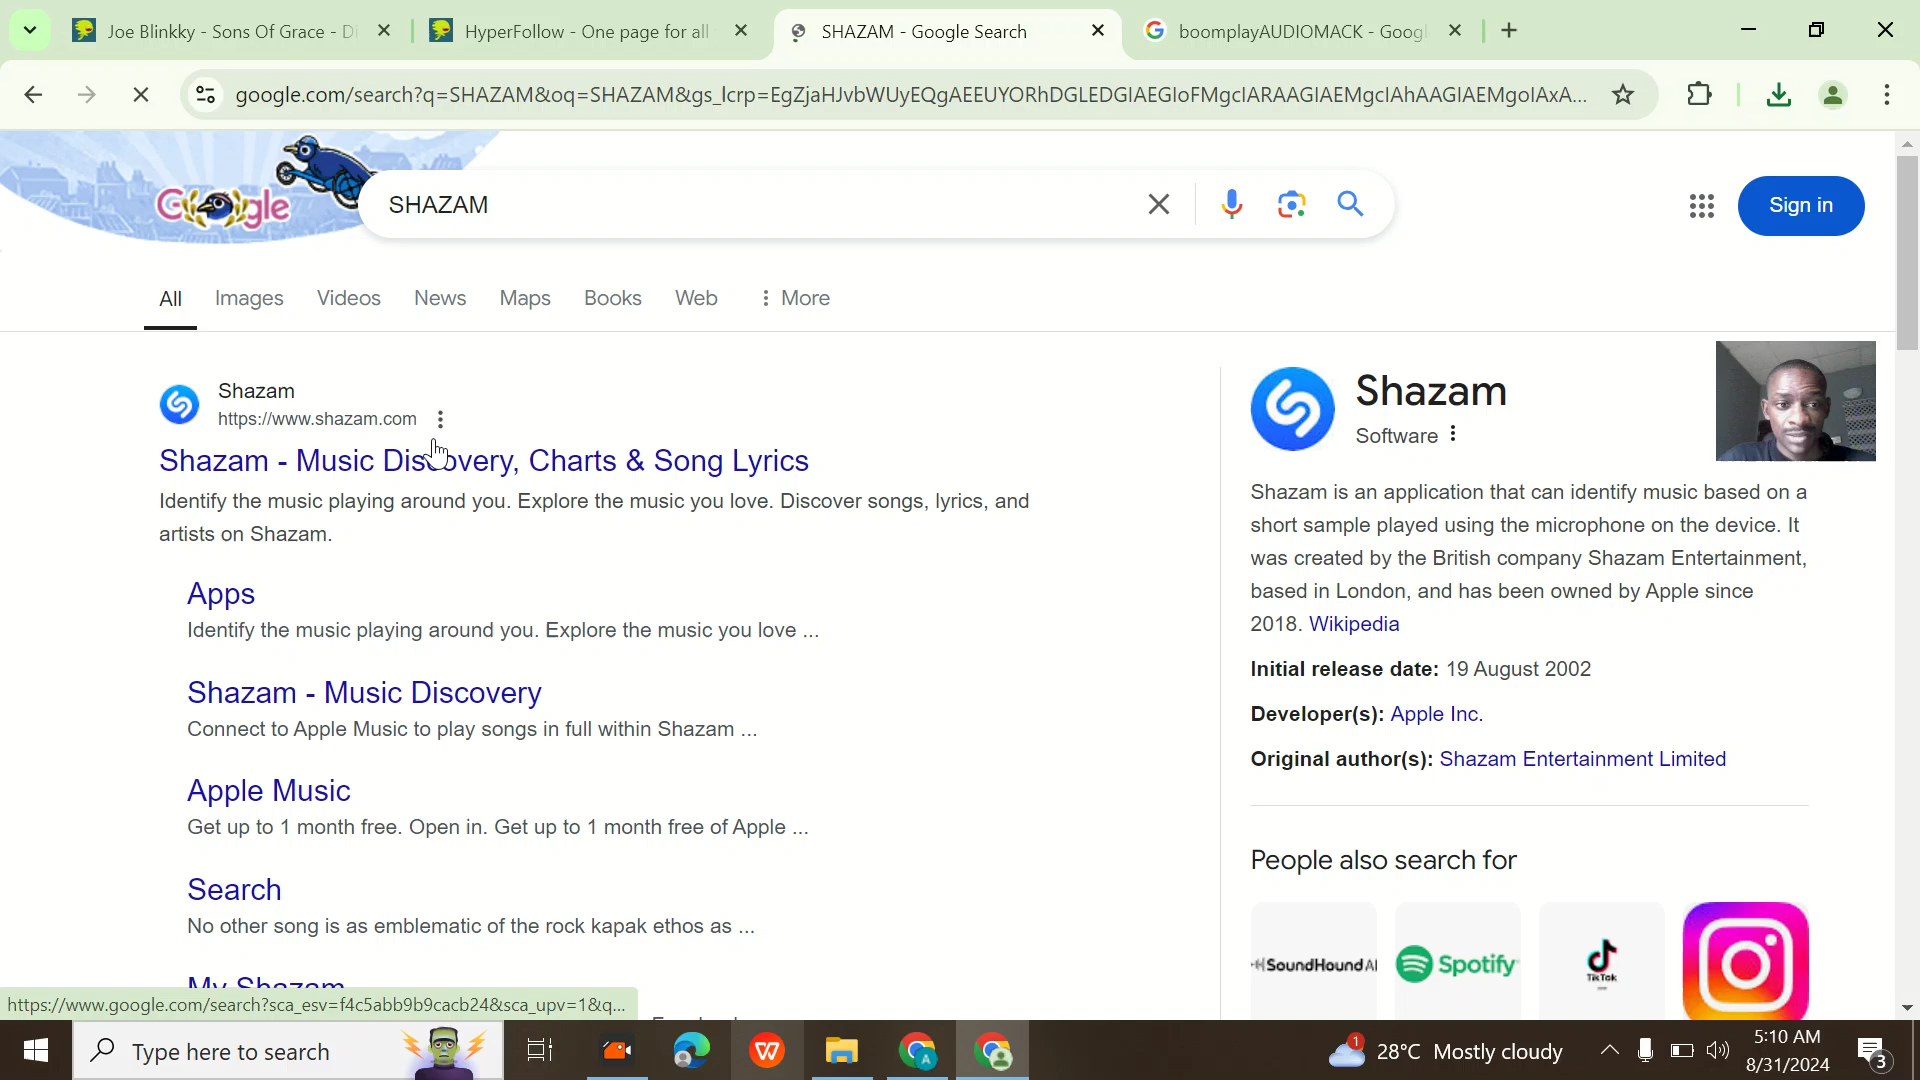 Joe Blinkky - Sons Of Grace - Di
HyperFollow - One page for all
SHAZAM - Google Search
boomplayAUDIOMACK - Googl
google.com/search?q=SHAZAM&oq=SHAZAM&gs_lcrp=EgZjaHJvbWUyEQgAEEUYORhDGLEDGIAEGIoFMgcIARAAGIAEMgcIAhAAGIAEMgoIAxA...
Google
SHAZAM
Sign in
All
Images
Videos
News
Maps
Books
Web
More
Shazam
https://www.shazam.com
Shazam - Music Discovery, Charts & Song Lyrics
Identify the music playing around you. Explore the music you love. Discover songs, lyrics, and
artists on Shazam.
Apps
Identify the music playing around you. Explore the music you love ...
Shazam - Music Discovery
Connect to Apple Music to play songs in full within Shazam ...
Apple Music
Get up to 1 month free. Open in. Get up to 1 month free of Apple ...
Search
No other song is as emblematic of the rock kapak ethos as ...
My Shazam
https://www.google.com/search?sca_esv=f4c5abb9b9cacb24&sca_upv=1&q...
Shazam
Software
Shazam is an application that can identify music based on a
short sample played using the microphone on the device. It
was created by the British company Shazam Entertainment,
based in London, and has been owned by Apple since
2018. Wikipedia
Initial release date: 19 August 2002
Developer(s): Apple Inc.
Original author(s): Shazam Entertainment Limited
People also search for
SoundHound AI
Spotify
TikTok
Type here to search
1
28°C Mostly cloudy
5:10 AM
8/31/2024
3